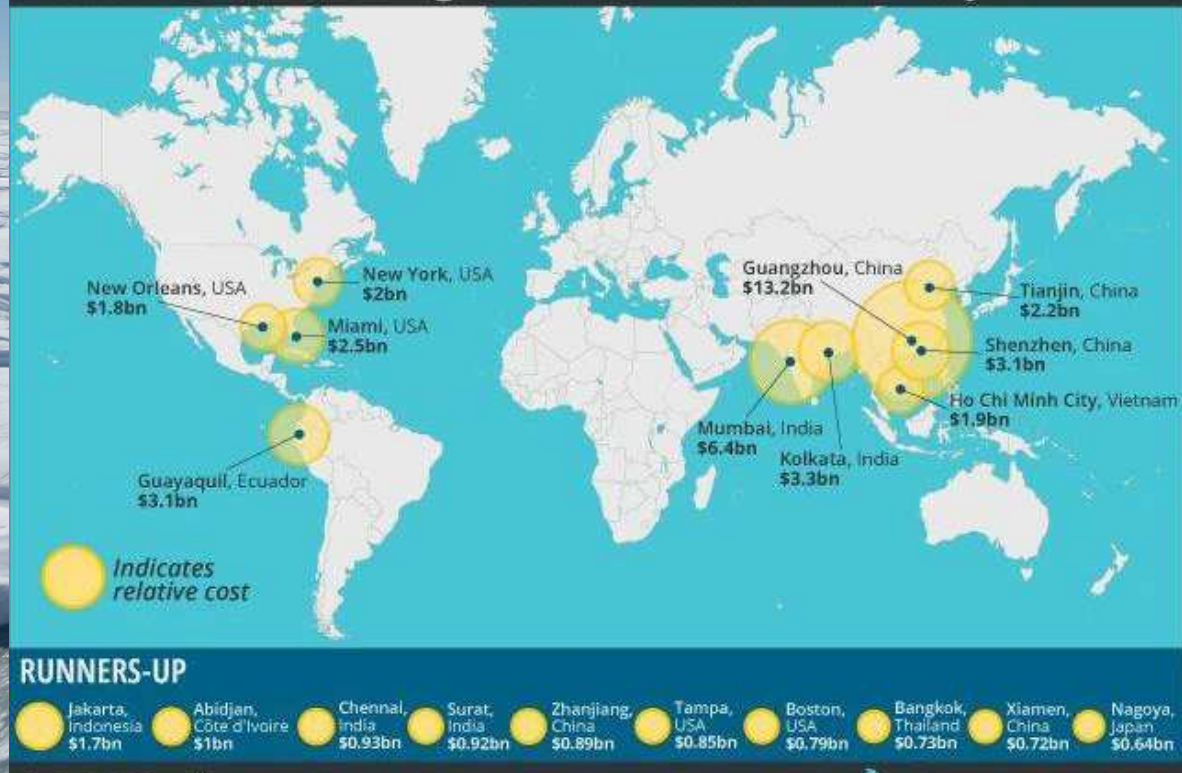 New York, USA
$2bn
New Orleans, USA
$1.8bn
Miami, USA
$2.5bn
Guayaquil, Ecuador
$3.1bn
Guangzhou, China
$13.2bn
Tianjin, China
$2.2bn
Shenzhen, China
$3.1bn
Ho Chi Minh City, Vietnam
$1.9bn
Mumbai, India
$6.4bn
Kolkata, India
$3.3bn
Indicates
relative cost
RUNNERS-UP
Jakarta,
Indonesia
$1.7bn
Abidjan,
Côte d'Ivoire
$1bn
Chennai,
India
$0.93bn
Surat,
India
$0.92bn
Zhanjiang,
China
$0.89bn
Tampa,
USA
$0.85bn
Boston,
USA
$0.79bn
Bangkok,
Thailand
$0.73bn
Xiamen,
China
$0.72bn
Nagoya,
Japan
$0.64bn